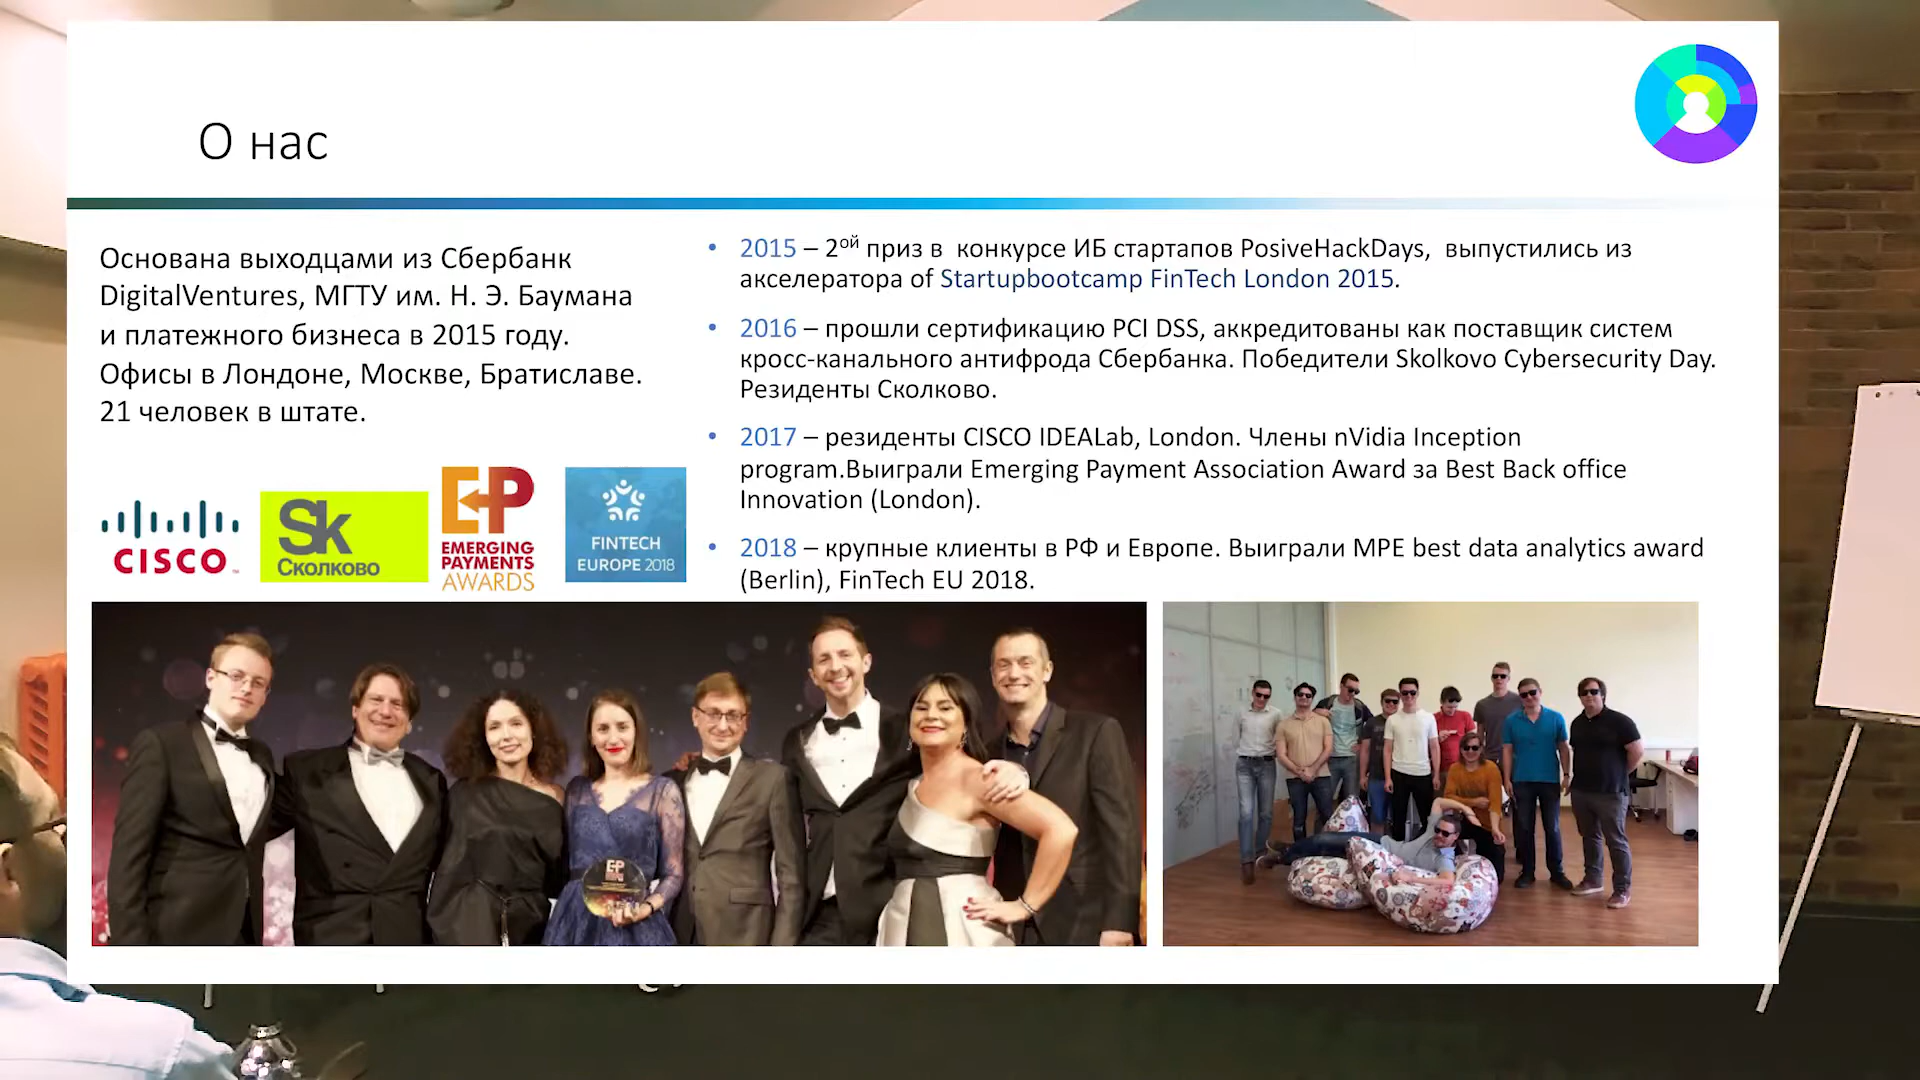 О нас
Основана выходцами из Сбербанк
DigitalVentures, МГТУ им. Н. Э. Баумана
и платежного бизнеса в 2015 году.
Офисы в Лондоне, Москве, Братиславе.
21 человек в штате.
CISCO
Sk
Сколково
EP
EMERGING
PAYMENTS
AWARDS
FINTECH
EUROPE 2018
• 2015 – 2ой приз в конкурсе ИБ стартапов PosiveHackDays, выпустились из
акселератора of Startupbootcamp FinTech London 2015.
• 2016 – прошли сертификацию PCI DSS, аккредитованы как поставщик систем
кросс-канального антифрода Сбербанка. Победители Skolkovo Cybersecurity Day.
Резиденты Сколково.
• 2017 – резиденты CISCO IDEALab, London. Члены nVidia Inception
program.Выиграли Emerging Payment Association Award за Best Back office
Innovation (London).
• 2018 – крупные клиенты в РФ и Европе. Выиграли MPE best data analytics award
(Berlin), FinTech EU 2018.
EP